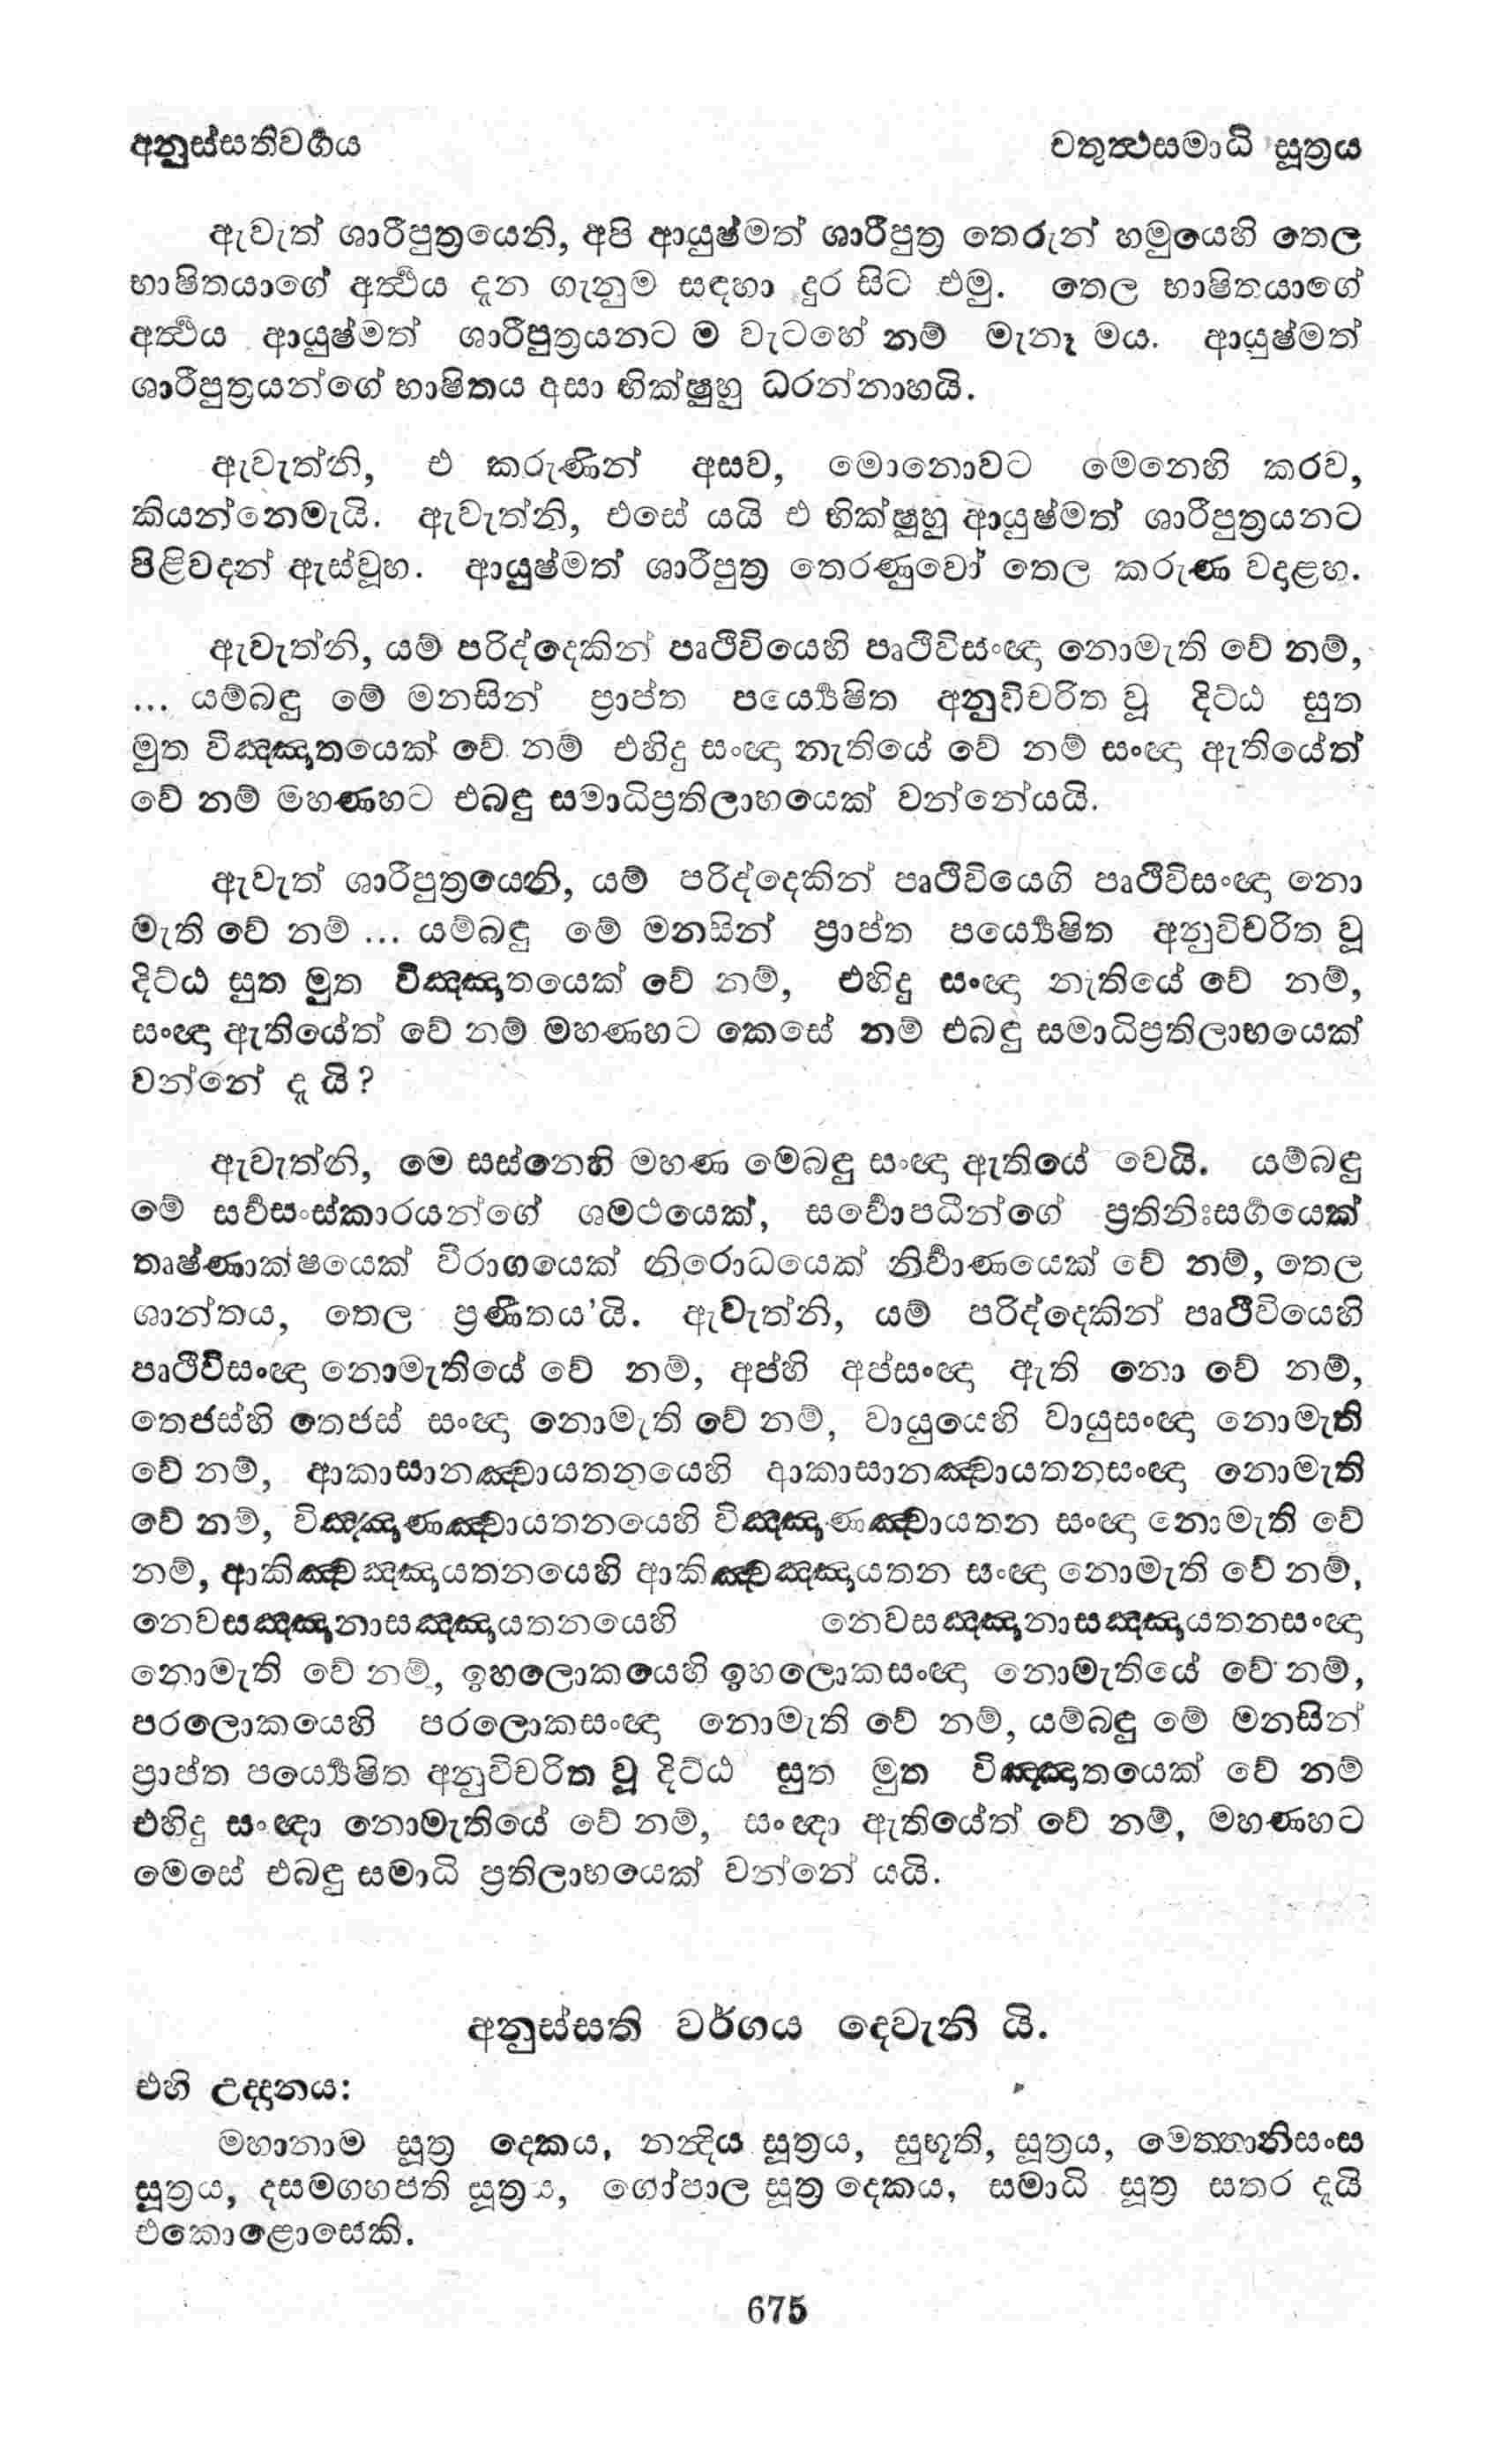 අනුස්සතිවර්‍ගය
චතුත්‍ථසමාධි සූත්‍රය
ඇවැත් ශාරිපුත්‍රයෙනි, අපි ආයුෂ්මත් ශාරිපුත්‍ර තෙරුන් හමුයෙහි තෙල
භාෂිතයාගේ අර්‍ත්‍ථය දැන ගැනුම සඳහා දුර සිට එමු. තෙල භාෂිතයාගේ
අර්‍ත්‍ථය ආයුෂ්මත් ශාරීපුත්‍රයනට ම වැටහේ නම් මැනෑ මය. ආයුෂ්මත්
ශාරීපුත්‍රයන්ගේ භාෂිතය අසා භික්ෂුහු ධරන්නාහයි.
ඇවැත්නි, එ කරුණින් අසව, මොනොවට මෙනෙහි කරව,
කියන්නෙමැයි. ඇවැත්නි, එසේ යයි එ භික්ෂුහු ආයුෂ්මත් ශාරීපුත්‍රයනට
පිළිවදන් ඇස්වූහ. ආයුෂ්මත් ශාරීපුත්‍ර තෙරණුවෝ තෙල කරුණ වදාළහ.
ඇවැත්නි, යම් පරිද්දෙකින් පෘථිවියෙහි පෘථිවිසංඥා නොමැති වේ නම්,
... යම්බඳු මේ මනසින් ප්‍රාප්ත පර්‍ය්‍යේෂිත අනුවිචරිත වූ දිට්ඨ සුත
මුත විඤ්ඤාතයෙක් වේ නම් එහිදු සංඥා නැතියේ වේ නම් සංඥා ඇතියේත්
වේ නම් මහණහට එබඳු සමාධිප්‍රතිලාභයෙක් වන්නේයයි.
ඇවැත් ශාරිපුත්‍රයෙනි, යම් පරිද්දෙකින් පෘථිවියෙහි පෘථිවිසංඥා නො
මැති වේ නම් ... යම්බඳු මේ මනසින් ප්‍රාප්ත පර්‍ය්‍යේෂිත අනුවිචරිත වූ
දිට්ඨ සුත මුත විඤ්ඤාතයෙක් වේ නම්, එහිදු සංඥා නැතියේ වේ නම්,
සංඥා ඇතියේත් වේ නම් මහණහට කෙසේ නම් එබඳු සමාධිප්‍රතිලාභයෙක්
වන්නේ දැ යි?
ඇවැත්නි, මෙ සස්නෙහි මහණ මෙබඳු සංඥා ඇතියේ වෙයි. යම්බඳු
මේ සර්‍වසංස්කාරයන්ගේ ශමථයෙක්, සර්‍වෝපධීන්ගේ ප්‍රතිනිඃසර්‍ගයෙක්
තෘෂ්ණාක්ෂයෙක් විරාගයෙක් නිරොධයෙක් නිර්‍වාණයෙක් වේ නම්, තෙල
ශාන්තය, තෙල ප්‍රණීතය'යි. ඇවැත්නි, යම් පරිද්දෙකින් පෘථිවියෙහි
පෘථිවිසංඥා නොමැතියේ වේ නම්, අප්හි අප්සංඥා ඇති නො වේ නම්,
තෙජස්හි තෙජස් සංඥා නොමැති වේ නම්, වායුයෙහි වායුසංඥා නොමැති
වේ නම්, ආකාසානඤ්චායතනයෙහි ආකාසානඤ්චායතනසංඥා නොමැති
වේ නම්, විඤ්ඤාණඤ්චායතනයෙහි විඤ්ඤාණඤ්චායතන සංඥා නොමැති වේ
නම්, ආකිඤ්චඤ්ඤායතනයෙහි ආකිඤ්චඤ්ඤායතන සංඥා නොමැති වේ නම්,
නෙවසඤ්ඤානාසඤ්ඤායතනයෙහි නෙවසඤ්ඤානාසඤ්ඤායතනසංඥා
නොමැති වේ නම්, ඉහලොකයෙහි ඉහලොකසංඥා නොමැතියේ වේ නම්,
පරලොකයෙහි පරලොකසංඥා නොමැති වේ නම්, යම්බඳු මේ මනසින්
ප්‍රාප්ත පර්‍ය්‍යේෂිත අනුවිචරිත වූ දිට්ඨ සුත මුත විඤ්ඤාතයෙක් වේ නම්
එහිදු සංඥා නොමැතියේ වේ නම්, සංඥා ඇතියේත් වේ නම්, මහණහට
මෙසේ එබඳු සමාධි ප්‍රතිලාභයෙක් වන්නේ යයි.
අනුස්සති වර්ගය දෙවැනි යි.
එහි උද්දානය:
මහානාම සූත්‍ර දෙකය, නන්‍දිය සූත්‍රය, සුභූති, සූත්‍රය, මෙත්තානිසංස
සූත්‍රය, දසමගහපති සූත්‍රය, ගෝපාල සූත්‍ර දෙකය, සමාධි සූත්‍ර සතර දැයි
එකොළොසෙකි.
675